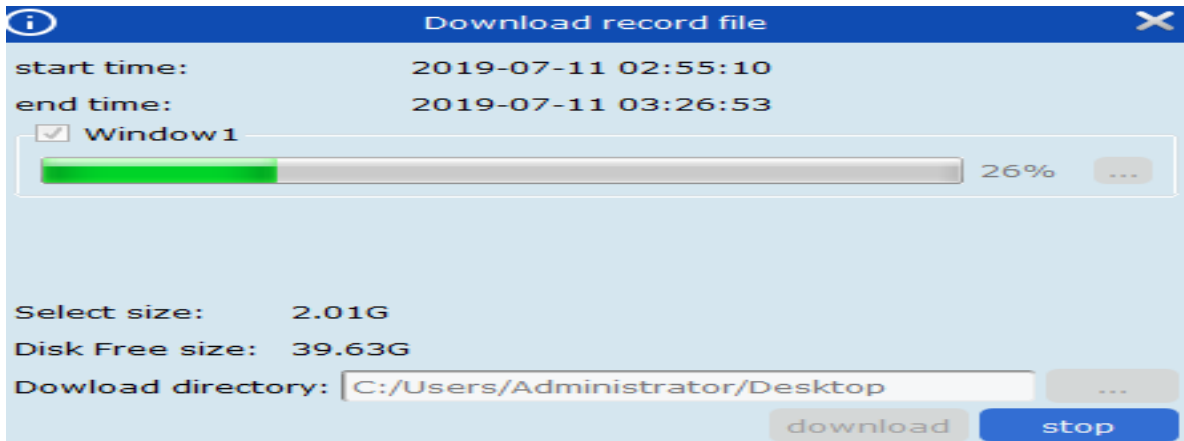 Download record file
start time: 2019-07-11 02:55:10
end time: 2019-07-11 03:26:53
Window1
26% ...
Select size: 2.01G
Disk Free size: 39.63G
Dowload directory: C:/Users/Administrator/Desktop ...
download stop